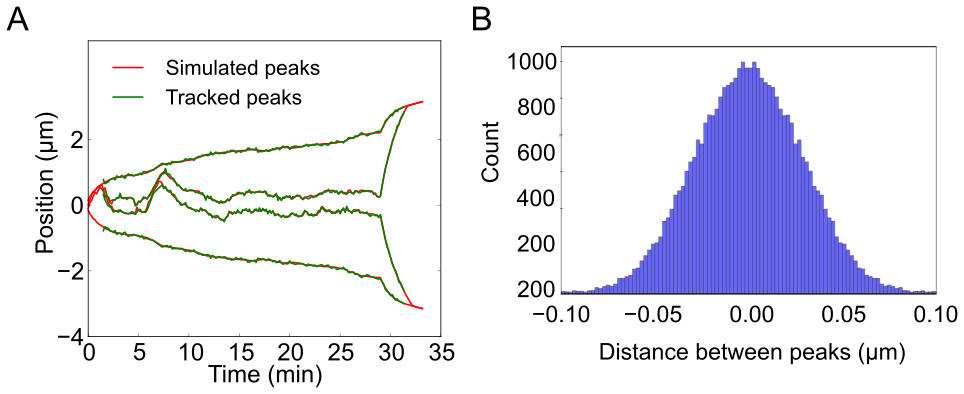 A
Simulated peaks
Tracked peaks
Position (μm)
2
0
−2
−4
0 5 10 15 20 25 30 35
Time (min)
B
Count
1000
800
600
400
200
200
−0.10 −0.05 0.00 0.05 0.10
Distance between peaks (μm)